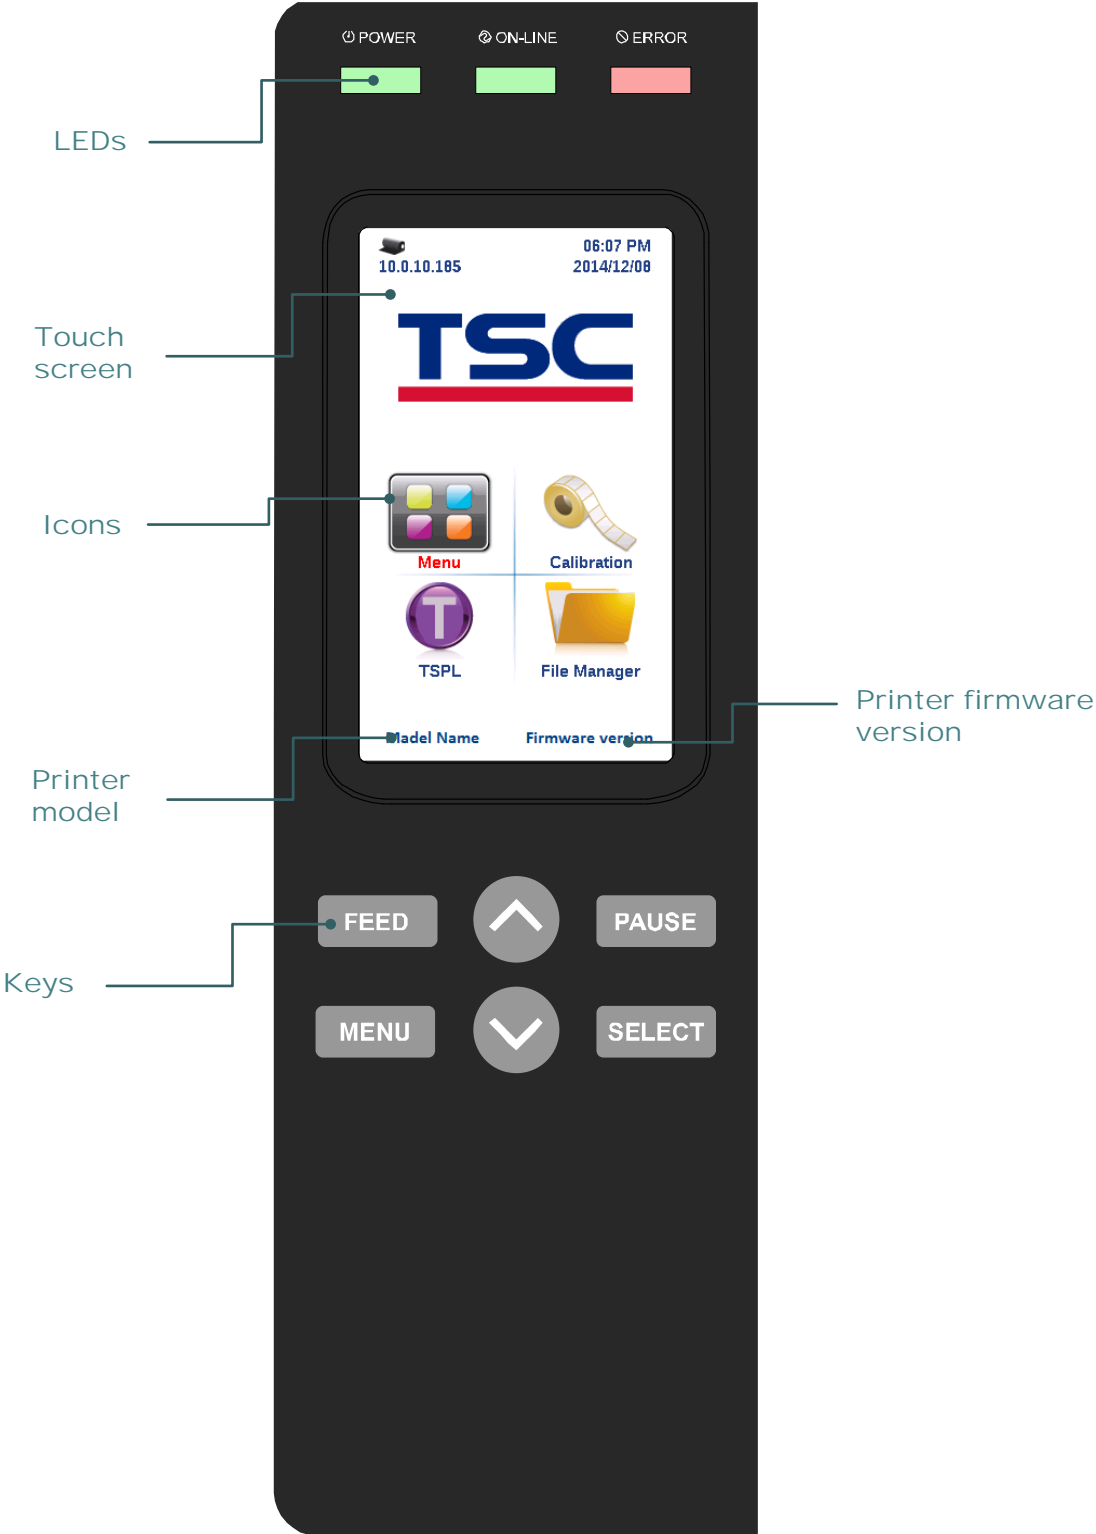 POWER
ON-LINE
ERROR
LEDs
06:07 PM
10.0.10.185
2014/12/08
Touch
screen
TSC
Icons
Menu
Calibration
T
TSPL
File Manager
Printer firmware
version
Madel Name
Firmware version
Printer
model
FEED
PAUSE
Keys
MENU
SELECT